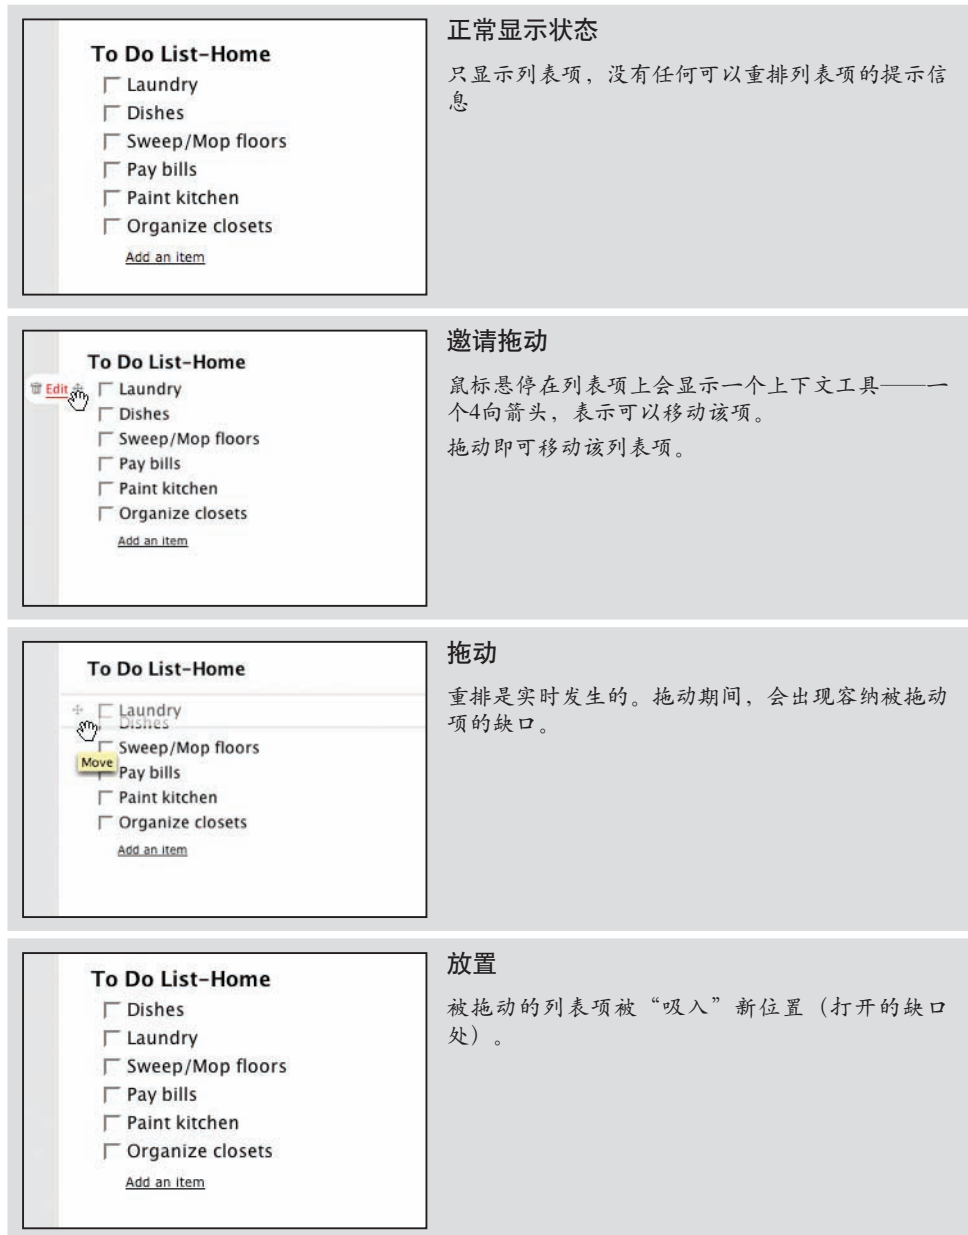 To Do List–Home
Laundry
Dishes
Sweep/Mop floors
Pay bills
Paint kitchen
Organize closets
Add an item
正常显示状态
只显示列表项，没有任何可以重排列表项的提示信
息
To Do List–Home
Edit
Laundry
Dishes
Sweep/Mop floors
Pay bills
Paint kitchen
Organize closets
Add an item
邀请拖动
鼠标悬停在列表项上会显示一个上下文工具——一
个4向箭头，表示可以移动该项。
拖动即可移动该列表项。
To Do List–Home
Laundry
Dishes
Sweep/Mop floors
Move
Pay bills
Paint kitchen
Organize closets
Add an item
拖动
重排是实时发生的。拖动期间，会出现容纳被拖动
项的缺口。
To Do List–Home
Dishes
Laundry
Sweep/Mop floors
Pay bills
Paint kitchen
Organize closets
Add an item
放置
被拖动的列表项被“吸入”新位置（打开的缺口
处）。